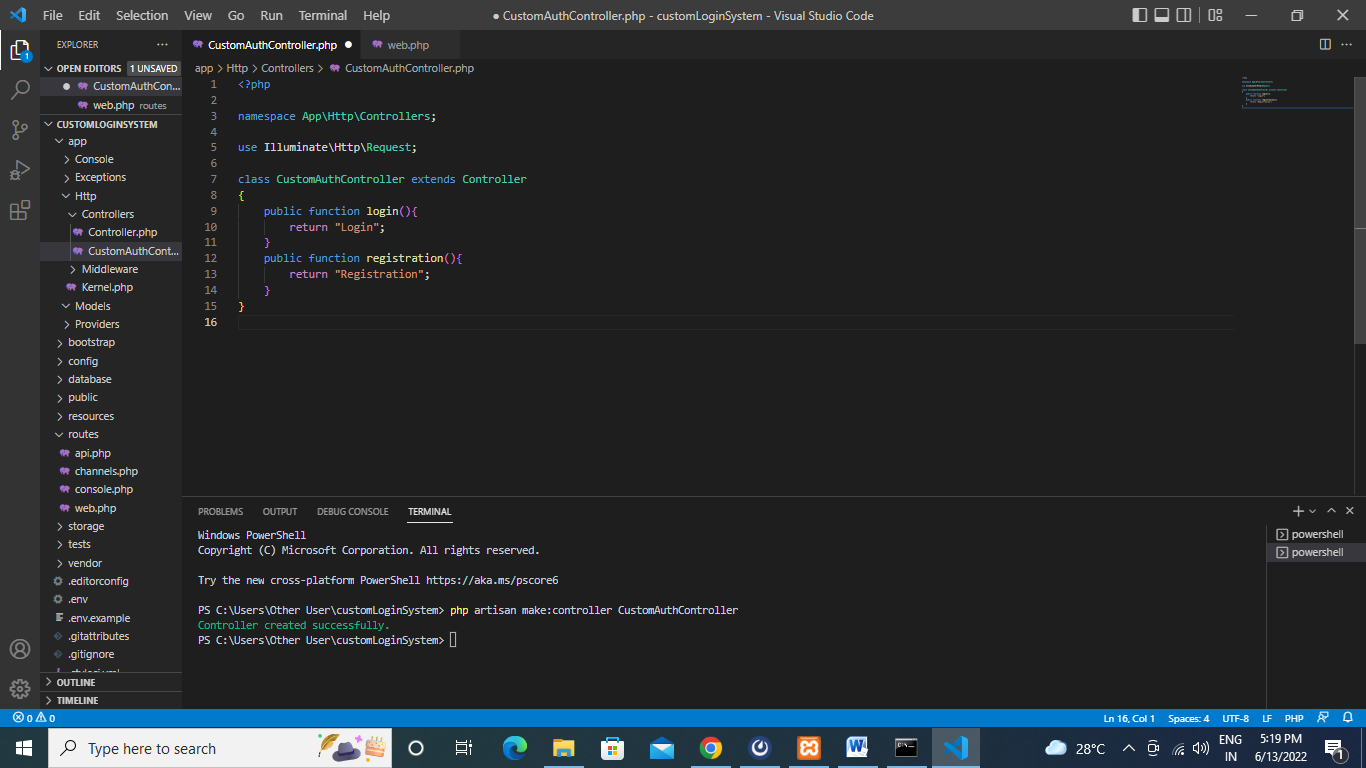 File Edit Selection View Go Run Terminal Help
● CustomAuthController.php - customLoginSystem - Visual Studio Code
EXPLORER
OPEN EDITORS 1 UNSAVED
CustomAuthCon...
web.php routes
CUSTOMLOGINSYSTEM
app
Console
Exceptions
Http
Controllers
Controller.php
CustomAuthCont...
Middleware
Kernel.php
Models
Providers
bootstrap
config
database
public
resources
routes
api.php
channels.php
console.php
web.php
storage
tests
vendor
.editorconfig
.env
.env.example
.gitattributes
.gitignore
OUTLINE
TIMELINE
CustomAuthController.php ● web.php
app > Http > Controllers > CustomAuthController.php
1 <?php
2
3 namespace App\Http\Controllers;
4
5 use Illuminate\Http\Request;
6
7 class CustomAuthController extends Controller
8 {
9 public function login(){
10 return "Login";
11 }
12 public function registration(){
13 return "Registration";
14 }
15 }
16
PROBLEMS OUTPUT DEBUG CONSOLE TERMINAL
Windows PowerShell
Copyright (C) Microsoft Corporation. All rights reserved.
Try the new cross-platform PowerShell https://aka.ms/pscore6
PS C:\Users\Other User\customLoginSystem> php artisan make:controller CustomAuthController
Controller created successfully.
PS C:\Users\Other User\customLoginSystem>
powershell
powershell
0 0
Ln 16, Col 1 Spaces: 4 UTF-8 LF PHP
Type here to search
28°C
ENG
IN
5:19 PM
6/13/2022
1